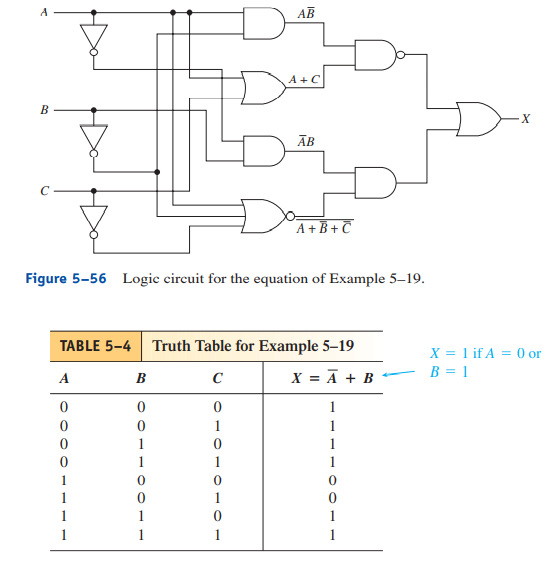 A
AB̅
A + C
B
X
A̅B
C
A + B̅ + C̅
Figure 5–56 Logic circuit for the equation of Example 5–19.
TABLE 5–4 Truth Table for Example 5–19
X = 1 if A = 0 or
B = 1
A B C X = A̅ + B
0 0 0 1
0 0 1 1
0 1 0 1
0 1 1 1
1 0 0 0
1 0 1 0
1 1 0 1
1 1 1 1